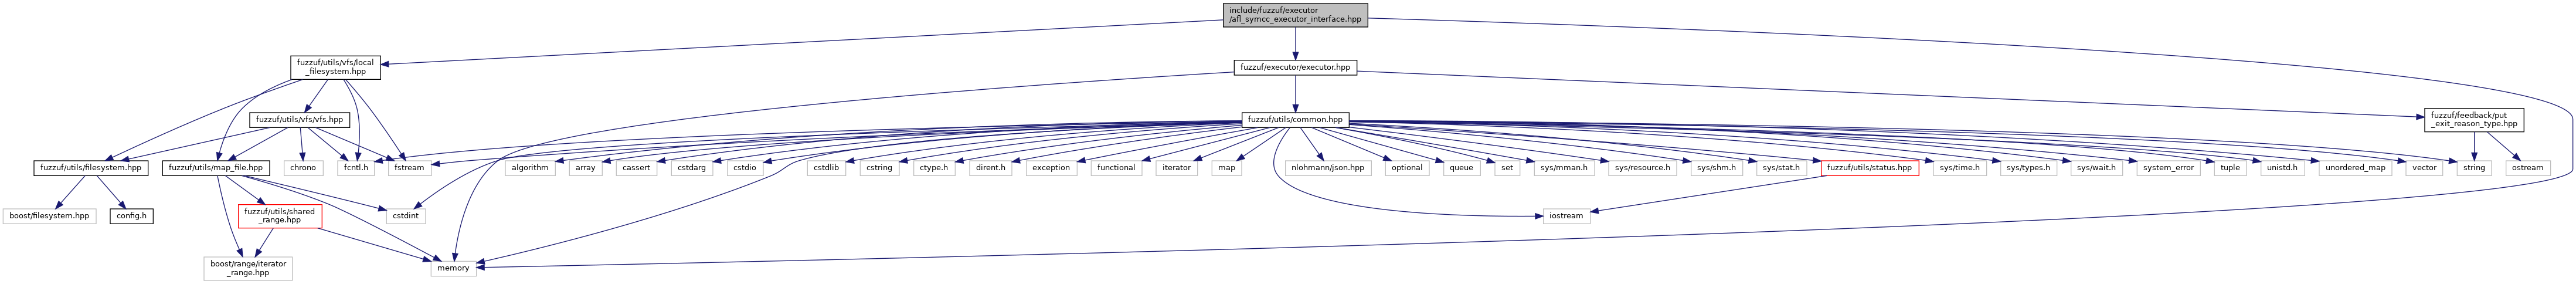 include/fuzzuf/executor
/afl_symcc_executor_interface.hpp
fuzzuf/utils/vfs/local
_filesystem.hpp
fuzzuf/executor/executor.hpp
fuzzuf/utils/vfs/vfs.hpp
fuzzuf/utils/common.hpp
fuzzuf/feedback/put
_exit_reason_type.hpp
fuzzuf/utils/filesystem.hpp
fuzzuf/utils/map_file.hpp
chrono
fcntl.h
fstream
algorithm
array
cassert
cstdarg
cstdio
cstdlib
cstring
ctype.h
dirent.h
exception
functional
iterator
map
nlohmann/json.hpp
optional
queue
set
sys/mman.h
sys/resource.h
sys/shm.h
sys/stat.h
fuzzuf/utils/status.hpp
sys/time.h
sys/types.h
sys/wait.h
system_error
tuple
unistd.h
unordered_map
vector
string
ostream
boost/filesystem.hpp
config.h
fuzzuf/utils/shared
_range.hpp
cstdint
iostream
boost/range/iterator
_range.hpp
memory